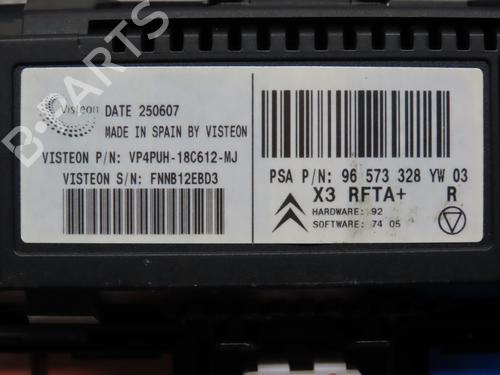 Visteon
DATE 250607
MADE IN SPAIN BY VISTEON
VISTEON P/N: VP4PUH-18C612-MJ
VISTEON S/N: FNNB12EBD3
PSA P/N: 96 573 328 YW 03
X3 RFTA+ R
HARDWARE: 92
SOFTWARE: 74 05
B-PARTS